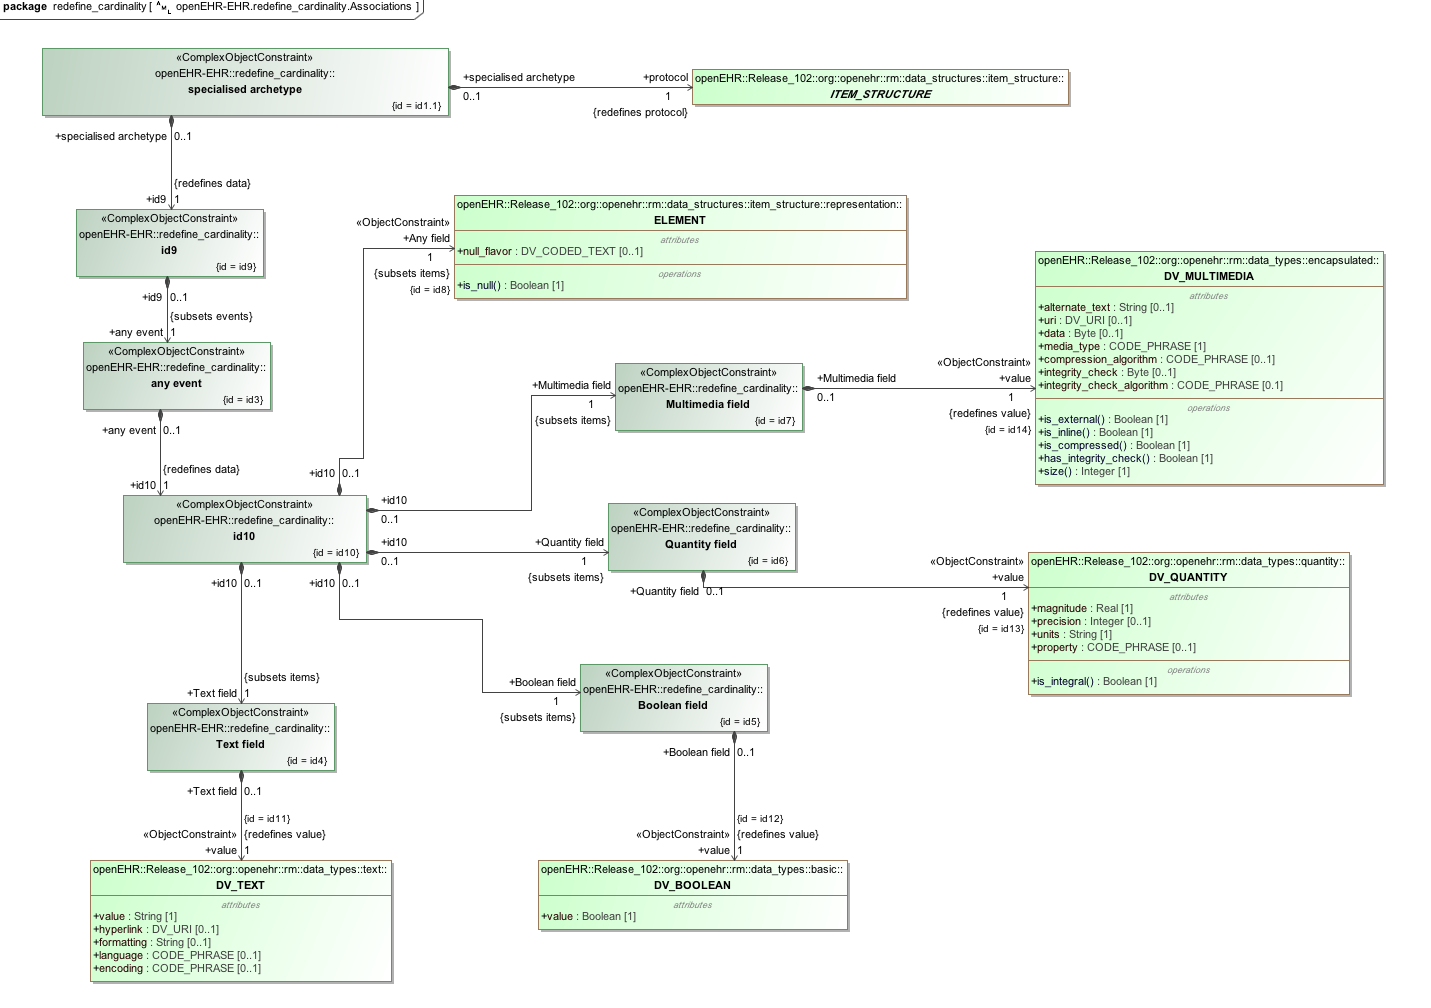 package redefine_cardinality [ AML openEHR-EHR.redefine_cardinality.Associations ]
«ComplexObjectConstraint»
openEHR-EHR::redefine_cardinality::
specialised archetype
{id = id1.1}
+specialised archetype
0..1
+protocol
1
{redefines protocol}
openEHR::Release_102::org::openehr::rm::data_structures::item_structure::
ITEM_STRUCTURE
+specialised archetype
0..1
{redefines data}
+id9
1
«ComplexObjectConstraint»
openEHR-EHR::redefine_cardinality::
id9
{id = id9}
+id9
0..1
{subsets events}
+any event
1
«ComplexObjectConstraint»
openEHR-EHR::redefine_cardinality::
any event
{id = id3}
+any event
0..1
{redefines data}
+id10
1
«ComplexObjectConstraint»
openEHR-EHR::redefine_cardinality::
id10
{id = id10}
+id10
0..1
«ObjectConstraint»
+Any field
1
{subsets items}
{id = id8}
openEHR::Release_102::org::openehr::rm::data_structures::item_structure::representation::
ELEMENT
attributes
+null_flavor : DV_CODED_TEXT [0..1]
operations
+is_null() : Boolean [1]
+id10
0..1
+Multimedia field
1
{subsets items}
«ComplexObjectConstraint»
openEHR-EHR::redefine_cardinality::
Multimedia field
{id = id7}
+Multimedia field
0..1
«ObjectConstraint»
+value
1
{redefines value}
{id = id14}
openEHR::Release_102::org::openehr::rm::data_types::encapsulated::
DV_MULTIMEDIA
attributes
+alternate_text : String [0..1]
+uri : DV_URI [0..1]
+data : Byte [0..1]
+media_type : CODE_PHRASE [1]
+compression_algorithm : CODE_PHRASE [0..1]
+integrity_check : Byte [0..1]
+integrity_check_algorithm : CODE_PHRASE [0.1]
operations
+is_external() : Boolean [1]
+is_inline() : Boolean [1]
+is_compressed() : Boolean [1]
+has_integrity_check() : Boolean [1]
+size() : Integer [1]
+id10
0..1
+Quantity field
1
{subsets items}
«ComplexObjectConstraint»
openEHR-EHR::redefine_cardinality::
Quantity field
{id = id6}
+Quantity field
0..1
«ObjectConstraint»
+value
1
{redefines value}
{id = id13}
openEHR::Release_102::org::openehr::rm::data_types::quantity::
DV_QUANTITY
attributes
+magnitude : Real [1]
+precision : Integer [0..1]
+units : String [1]
+property : CODE_PHRASE [0..1]
operations
+is_integral() : Boolean [1]
+id10
0..1
{subsets items}
+Text field
1
«ComplexObjectConstraint»
openEHR-EHR::redefine_cardinality::
Text field
{id = id4}
+Text field
0..1
{id = id11}
«ObjectConstraint»
{redefines value}
+value
1
openEHR::Release_102::org::openehr::rm::data_types::text::
DV_TEXT
attributes
+value : String [1]
+hyperlink : DV_URI [0..1]
+formatting : String [0..1]
+language : CODE_PHRASE [0..1]
+encoding : CODE_PHRASE [0..1]
+id10
0..1
+Boolean field
1
{subsets items}
«ComplexObjectConstraint»
openEHR-EHR::redefine_cardinality::
Boolean field
{id = id5}
+Boolean field
0..1
{id = id12}
«ObjectConstraint»
{redefines value}
+value
1
openEHR::Release_102::org::openehr::rm::data_types::basic::
DV_BOOLEAN
attributes
+value : Boolean [1]